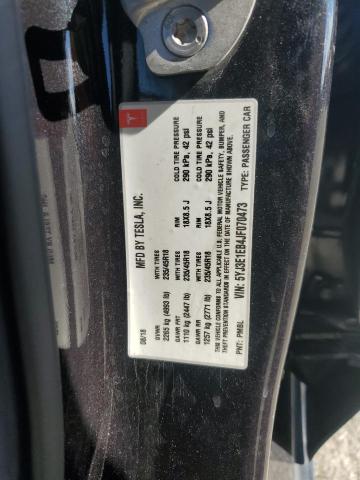 MFD BY TESLA, INC.
08/18
GVWR
2265 kg (4993 lb)
GAWR FRT WITH TIRES RIM COLD TIRE PRESSURE
1110 kg (2447 lb) 235/45R18 18X8.5 J 290 kPa, 42 psi
GAWR RR WITH TIRES RIM COLD TIRE PRESSURE
1257 kg (2771 lb) 235/45R18 18X8.5 J 290 kPa, 42 psi
THIS VEHICLE CONFORMS TO ALL APPLICABLE U.S. FEDERAL MOTOR VEHICLE SAFETY, BUMPER, AND
THEFT PREVENTION STANDARDS IN EFFECT ON THE DATE OF MANUFACTURE SHOWN ABOVE.
VIN: 5YJ3E1EB4JF070473 TYPE: PASSENGER CAR
PNT: PMBL